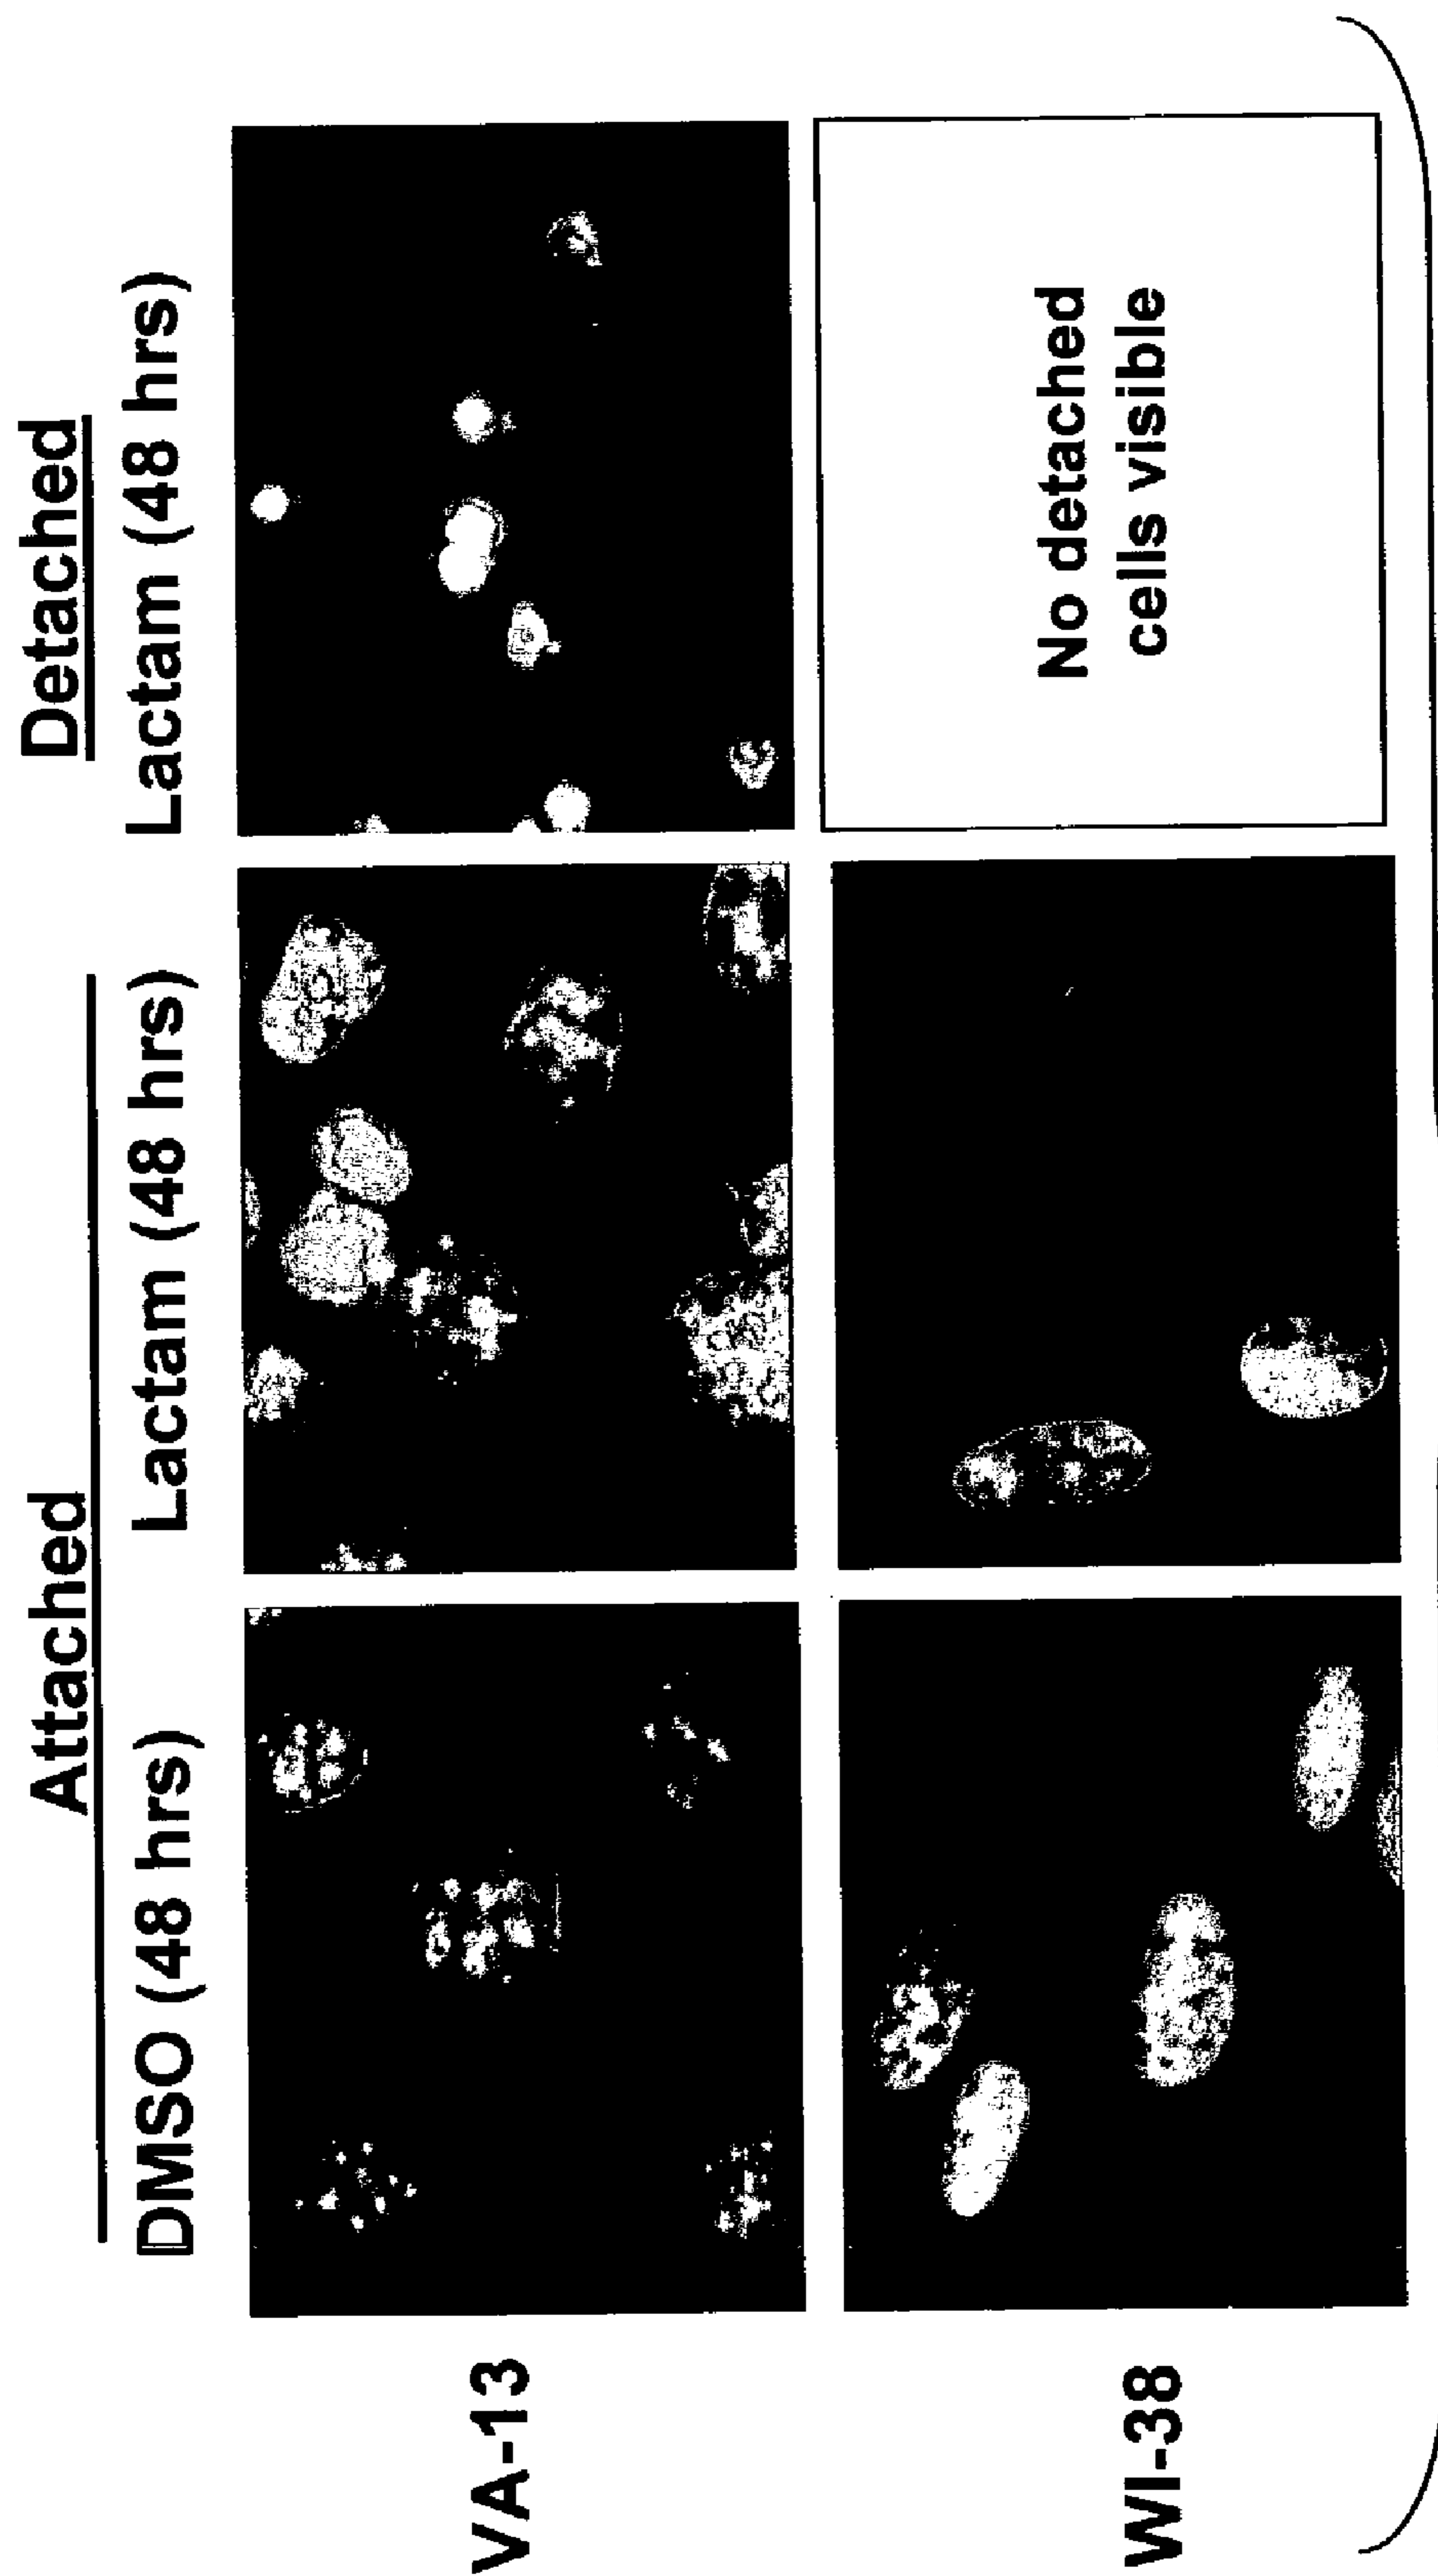 Attached
Detached
DMSO (48 hrs)
Lactam (48 hrs)
Lactam (48 hrs)
VA-13
WI-38
No detached
cells visible